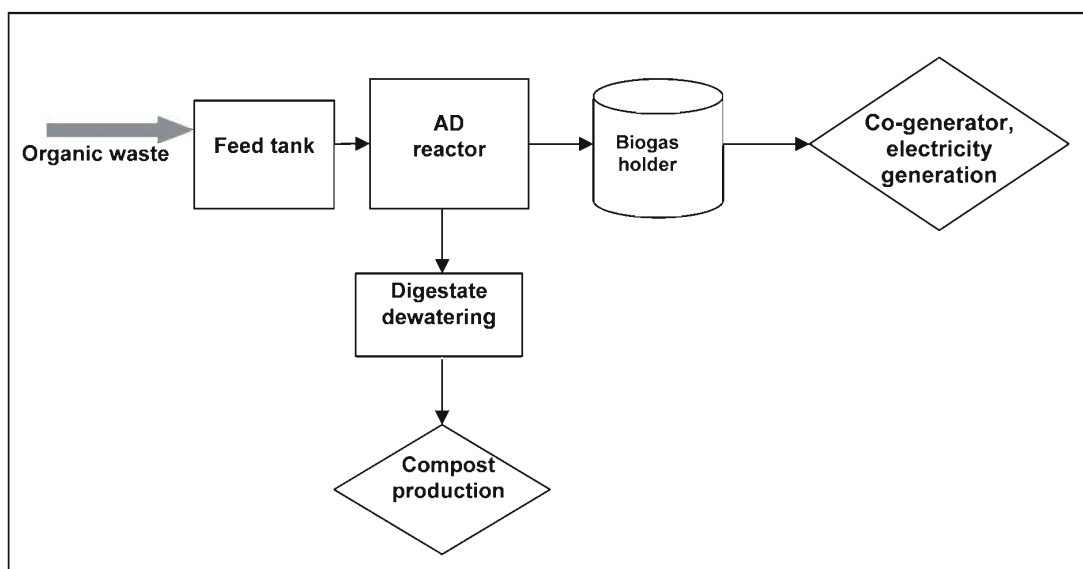 Organic waste
Feed tank
AD
reactor
Biogas
holder
Co-generator,
electricity
generation
Digestate
dewatering
Compost
production